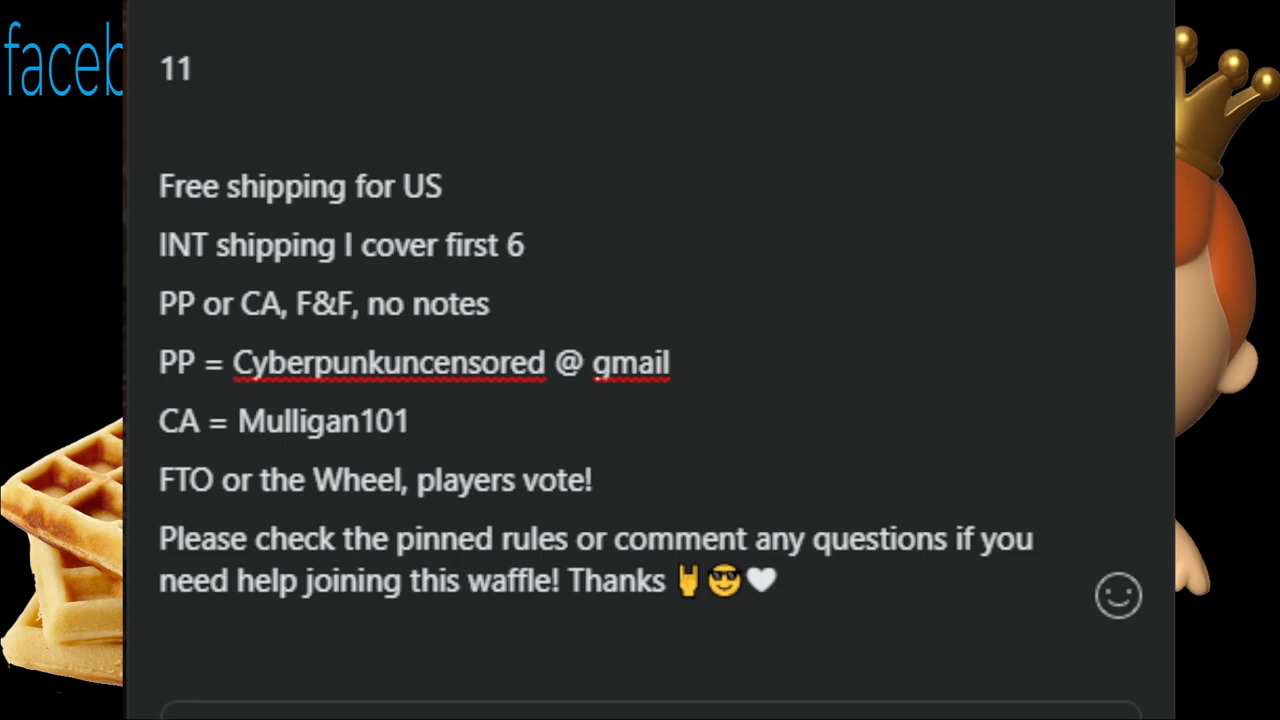 faceb
11
Free shipping for US
INT shipping I cover first 6
PP or CA, F&F, no notes
PP = Cyberpunkuncensored @ gmail
CA = Mulligan101
FTO or the Wheel, players vote!
Please check the pinned rules or comment any questions if you
need help joining this waffle! Thanks 🤘😎🤍